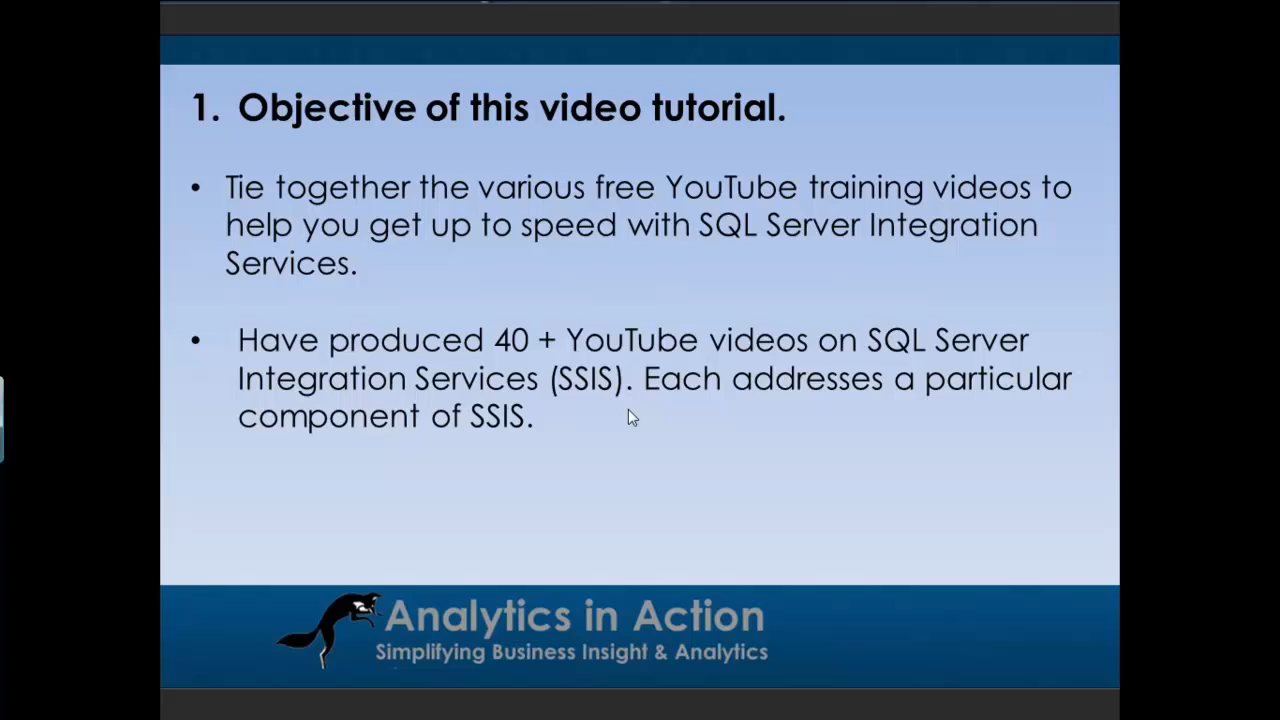 1. Objective of this video tutorial.
• Tie together the various free YouTube training videos to
help you get up to speed with SQL Server Integration
Services.
• Have produced 40 + YouTube videos on SQL Server
Integration Services (SSIS). Each addresses a particular
component of SSIS.
Analytics in Action
Simplifying Business Insight & Analytics